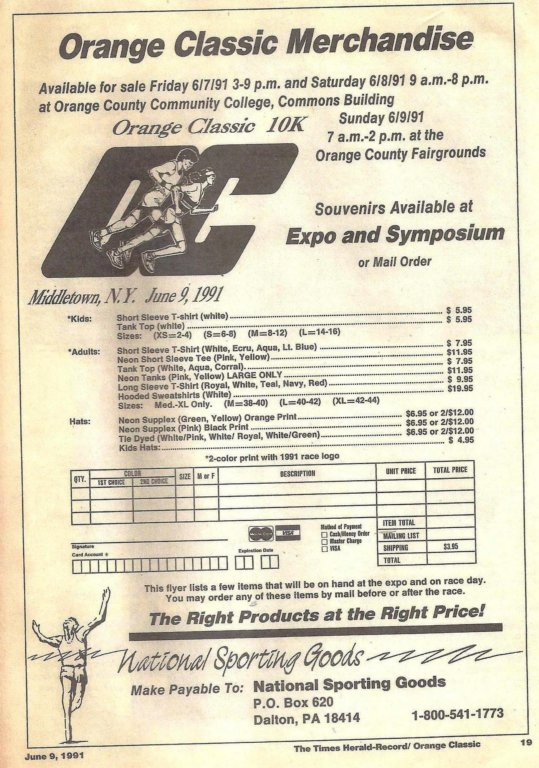 Orange Classic Merchandise
Available for sale Friday 6/7/91 3-9 p.m. and Saturday 6/8/91 9 a.m.-8 p.m.
at Orange County Community College, Commons Building
Sunday 6/9/91
7 a.m.-2 p.m. at the
Orange County Fairgrounds
Orange Classic 10K
OC
Souvenirs Available at
Expo and Symposium
or Mail Order
Middletown, N.Y. June 9, 1991
*Kids: Short Sleeve T-shirt (white) $ 5.95
Tank Top (white) $ 5.95
Sizes: (XS=2-4) (S=6-8) (M=8-12) (L=14-16)
*Adults: Short Sleeve T-Shirt (White, Ecru, Aqua, Lt. Blue) $ 7.95
Neon Short Sleeve Tee (Pink, Yellow) $11.95
Tank Top (White, Aqua, Corral) $ 7.95
Neon Tanks (Pink, Yellow) LARGE ONLY $11.95
Long Sleeve T-Shirt (Royal, White, Teal, Navy, Red) $ 9.95
Hooded Sweatshirts (White) $19.95
Sizes: Med.-XL Only. (M=38-40) (L=40-42) (XL=42-44)
Hats: Neon Supplex (Green, Yellow) Orange Print $6.95 or 2/$12.00
Neon Supplex (Pink) Black Print $6.95 or 2/$12.00
Tie Dyed (White/Pink, White/ Royal, White/Green) $6.95 or 2/$12.00
Kids Hats: $ 4.95
*2-color print with 1991 race logo
QTY. COLOR SIZE M or F DESCRIPTION UNIT PRICE TOTAL PRICE
1ST CHOICE 2ND CHOICE
ITEM TOTAL
MAILING LIST
SHIPPING $3.95
TOTAL
MasterCard VISA
Method of Payment
Cash/Money Order
Master Charge
VISA
Signature
Card Account #
Expiration Date
This flyer lists a few items that will be on hand at the expo and on race day.
You may order any of these items by mail before or after the race.
The Right Products at the Right Price!
National Sporting Goods
Make Payable To: National Sporting Goods
P.O. Box 620
Dalton, PA 18414
1-800-541-1773
June 9, 1991
The Times Herald-Record/ Orange Classic
19